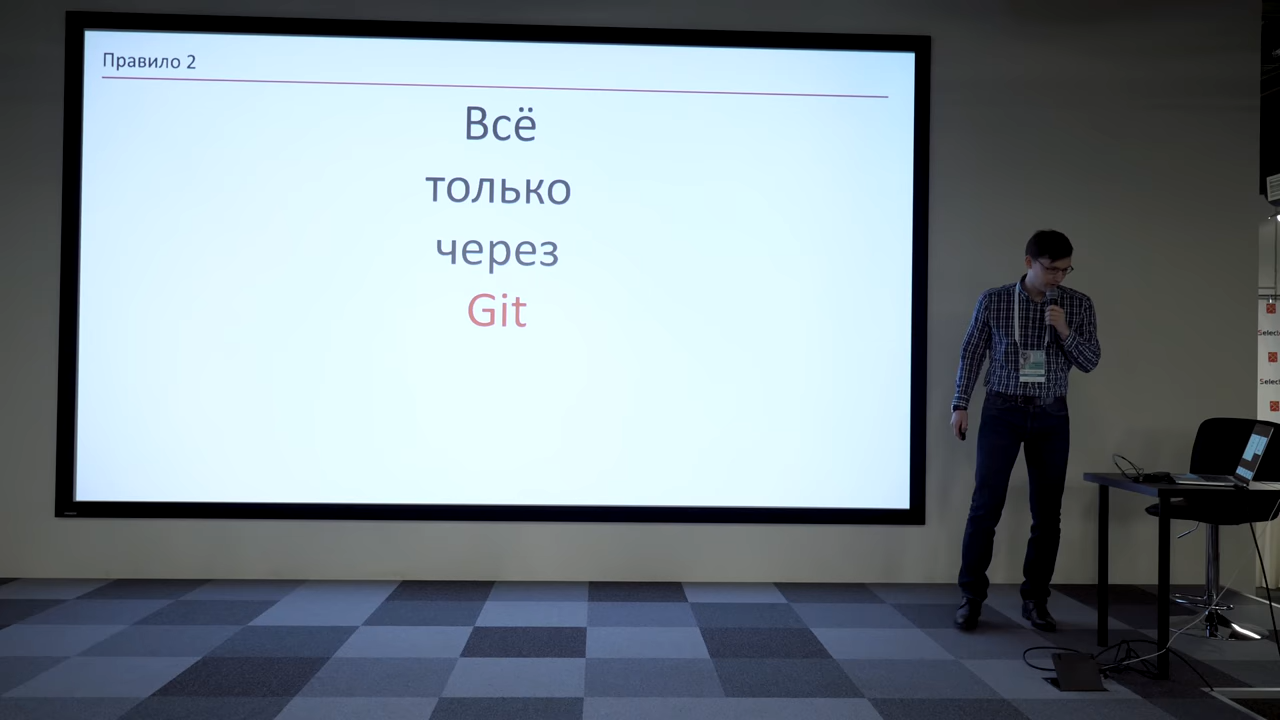 Правило 2
Всё
только
через
Git